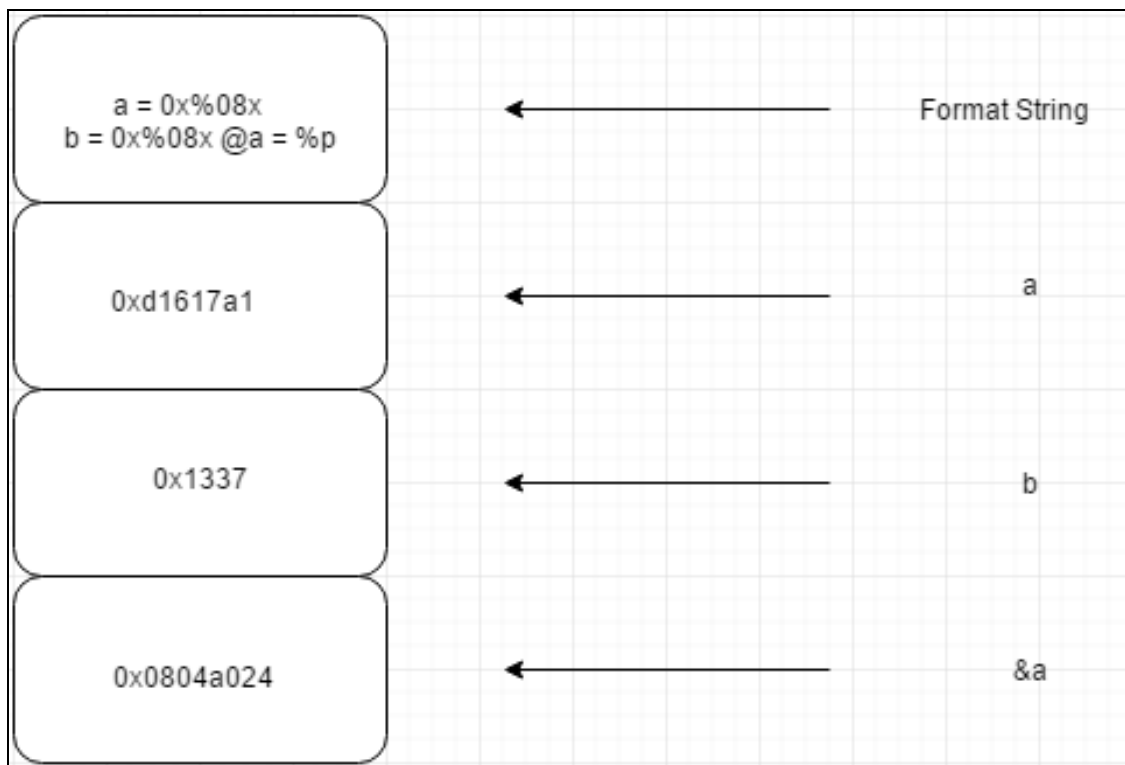 a = 0x%08x
b = 0x%08x @a = %p
Format String
0xd1617a1
a
0x1337
b
0x0804a024
&a